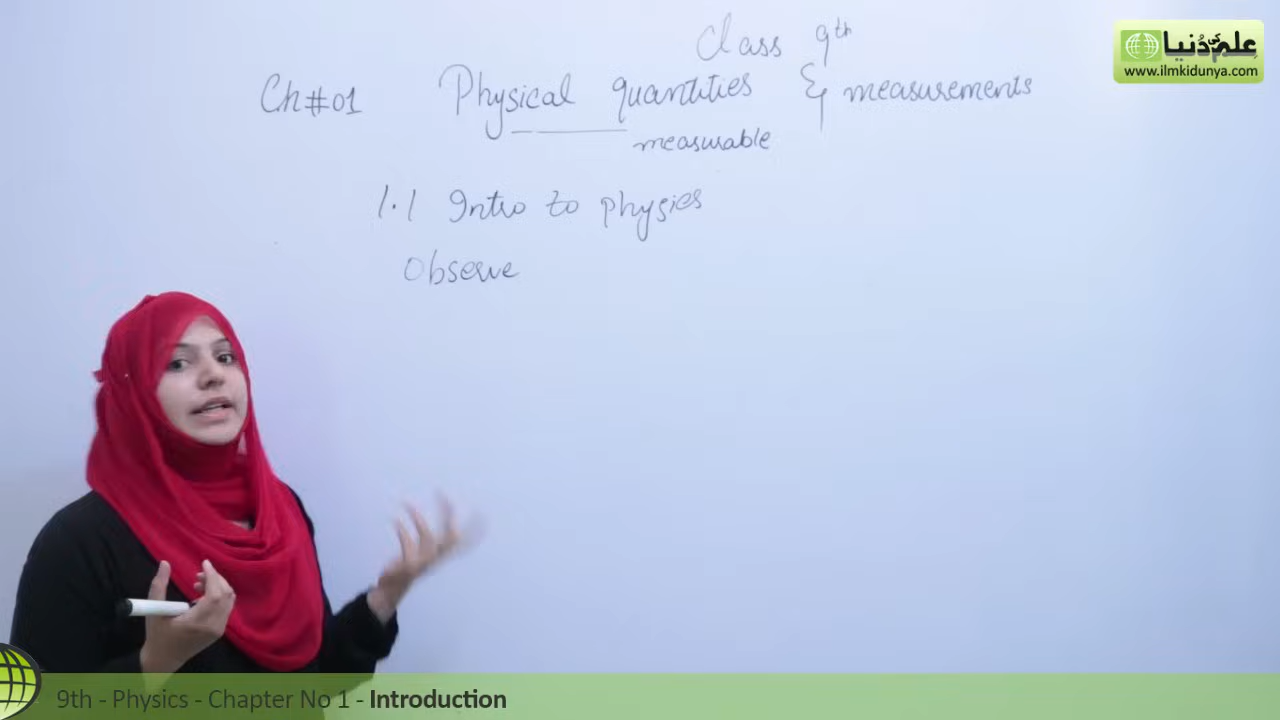 Class 9th
Ch#01 Physical quantities & measurements
measurable
1.1 Intro to physics
Observe
علم کی دُنیا
www.ilmkidunya.com
9th - Physics - Chapter No 1 - Introduction